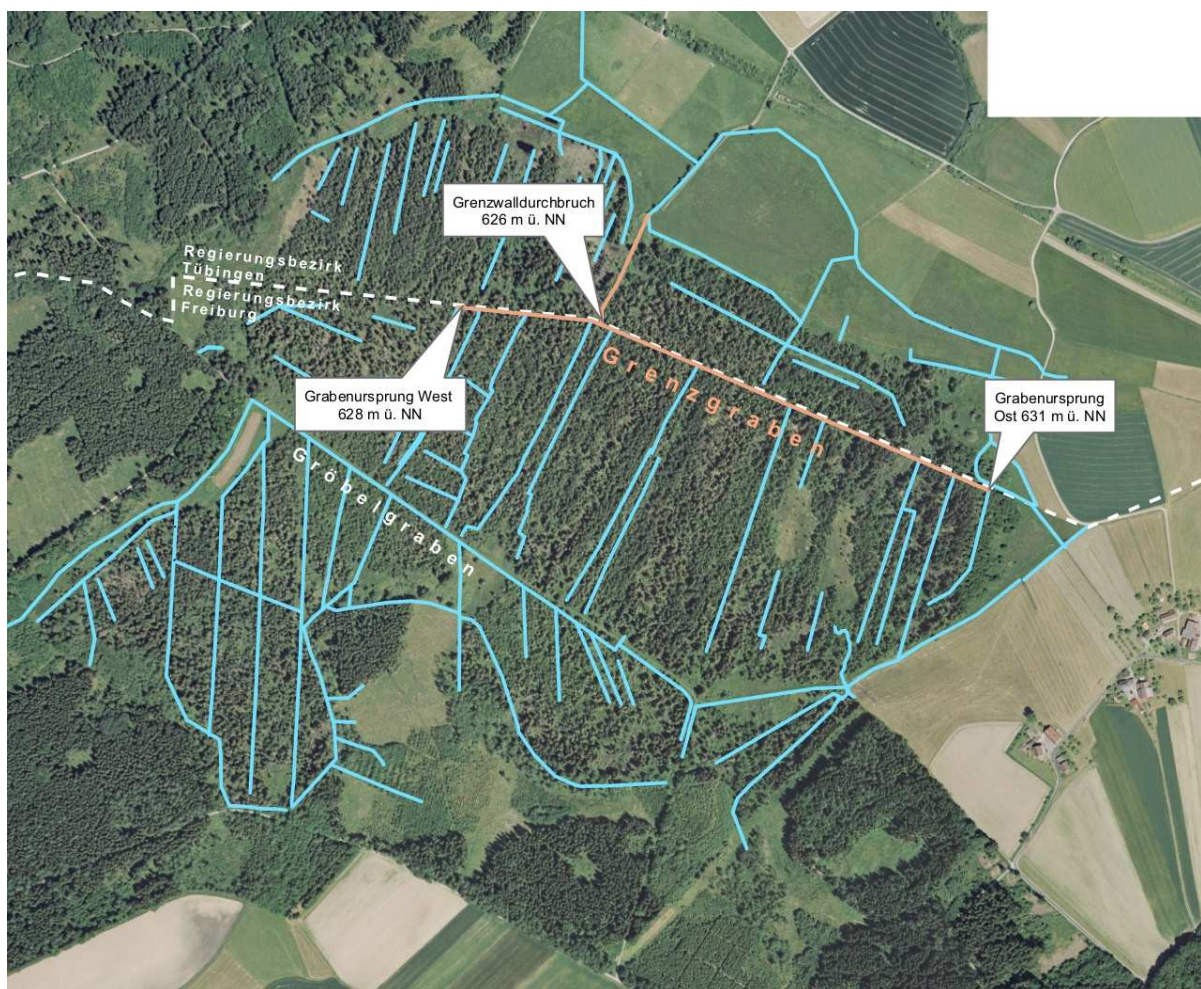 Grenzwalldurchbruch
626 m ü. NN
Regierungsbezirk
Tübingen
Regierungsbezirk
Freiburg
Grenzgraben
Grabenursprung West
628 m ü. NN
Grabenursprung
Ost 631 m ü. NN
Gröbelgraben